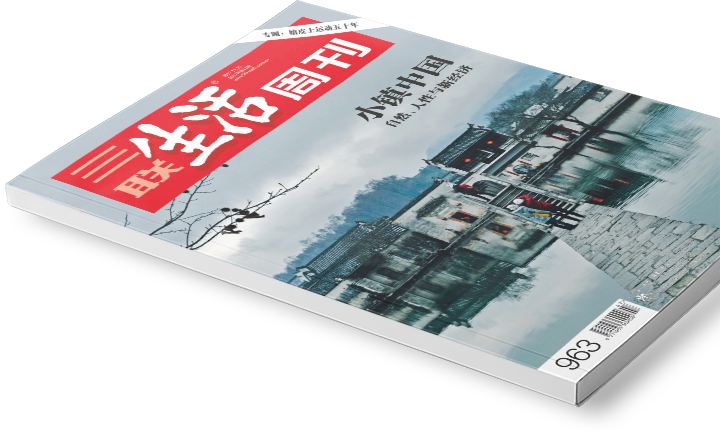 专题：嬉皮士运动五十年
三联生活周刊
小镇中国
自然、人性与新经济
963